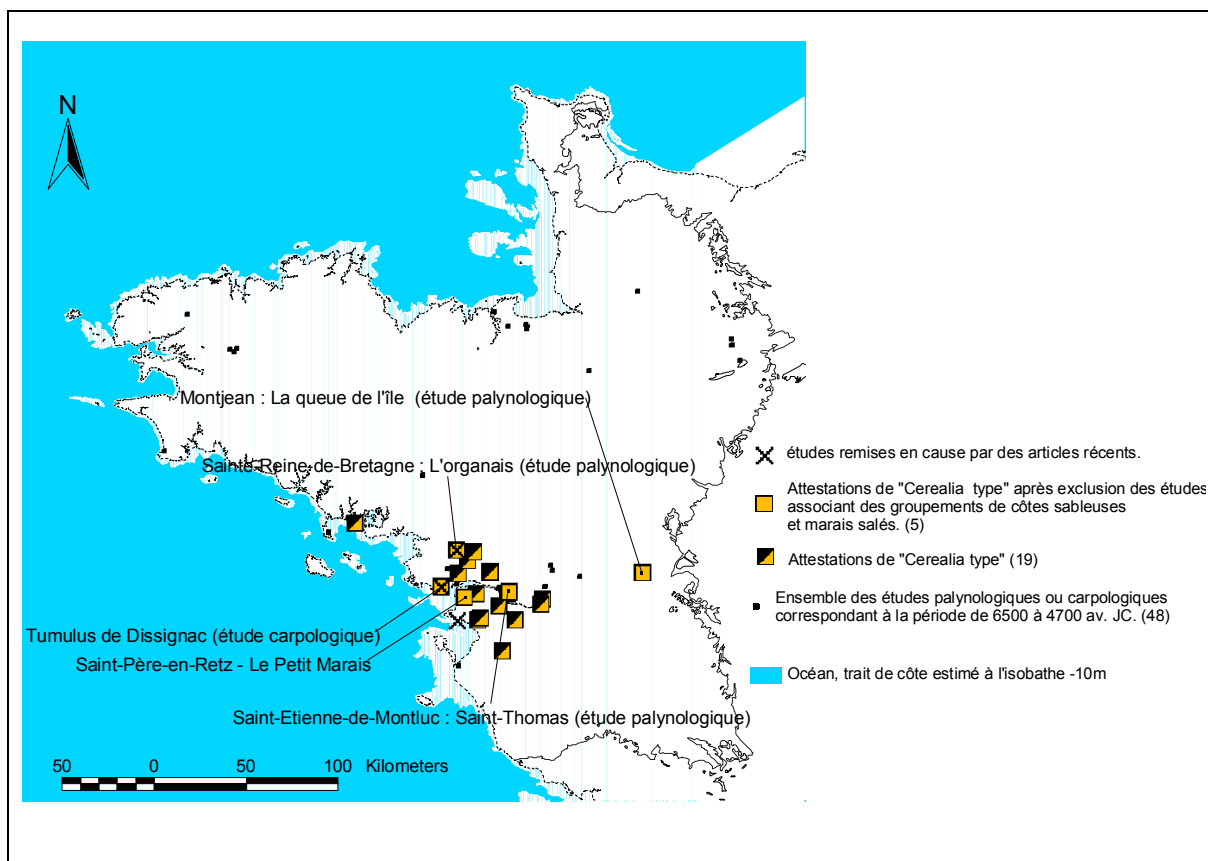 N
Montjean : La queue de l'île (étude palynologique)
Sainte-Reine-de-Bretagne : L'organais (étude palynologique)
Tumulus de Dissignac (étude carpologique)
Saint-Père-en-Retz - Le Petit Marais
Saint-Etienne-de-Montluc : Saint-Thomas (étude palynologique)
50 0 50 100 Kilometers
études remises en cause par des articles récents.
Attestations de "Cerealia type" après exclusion des études
associant des groupements de côtes sableuses
et marais salés. (5)
Attestations de "Cerealia type" (19)
Ensemble des études palynologiques ou carpologiques
correspondant à la période de 6500 à 4700 av. JC. (48)
Océan, trait de côte estimé à l'isobathe -10m